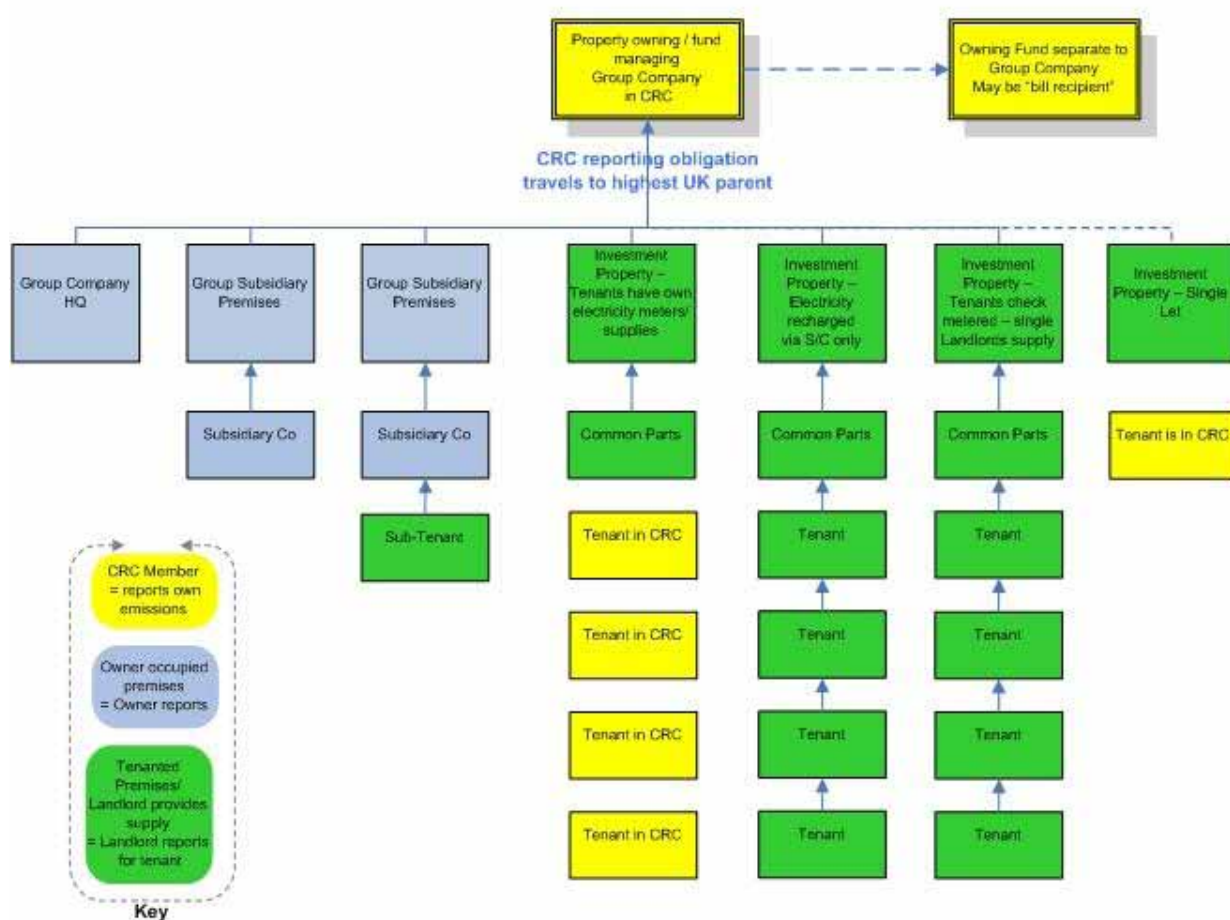 Property owning / fund
managing
Group Company
in CRC
Owning Fund separate to
Group Company
May be "bill recipient"
CRC reporting obligation
travels to highest UK parent
Group Company
HQ
Group Subsidiary
Premises
Group Subsidiary
Premises
Investment
Property –
Tenants have own
electricity meters/
supplies
Investment
Property –
Electricity
recharged
via S/C only
Investment
Property –
Tenants check
metered – single
Landlords supply
Investment
Property – Single
Let
Subsidiary Co
Subsidiary Co
Common Parts
Common Parts
Common Parts
Tenant is In CRC
Sub-Tenant
Tenant in CRC
Tenant
Tenant
Tenant in CRC
Tenant
Tenant
Tenant in CRC
Tenant
Tenant
Tenant in CRC
Tenant
Tenant
CRC Member
= reports own
emissions
Owner occupied
premises
= Owner reports
Tenanted
Premises/
Landlord provides
supply
= Landlord reports
for tenant
Key